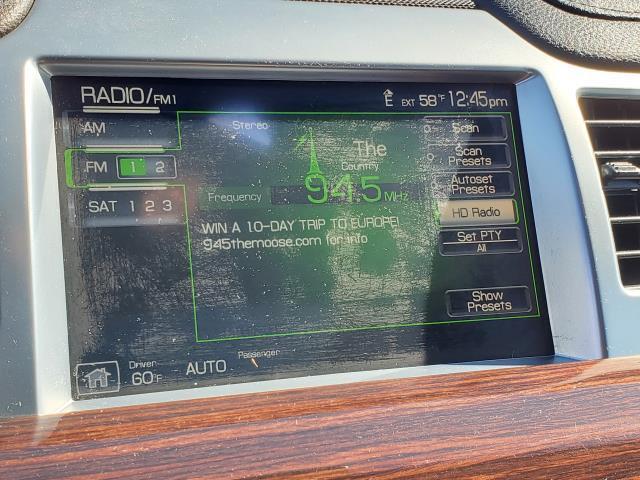 RADIO/FM1
E EXT 58°F 12:45pm
AM
Stereo
The
Country
Scan
FM 1 2
Scan
Presets
Frequency 94.5 MHz
Autoset
Presets
SAT 1 2 3
HD Radio
WIN A 10-DAY TRIP TO EUROPE!
945themoose.com for info
Set PTY
All
Show
Presets
Driver
60°F
AUTO
Passenger